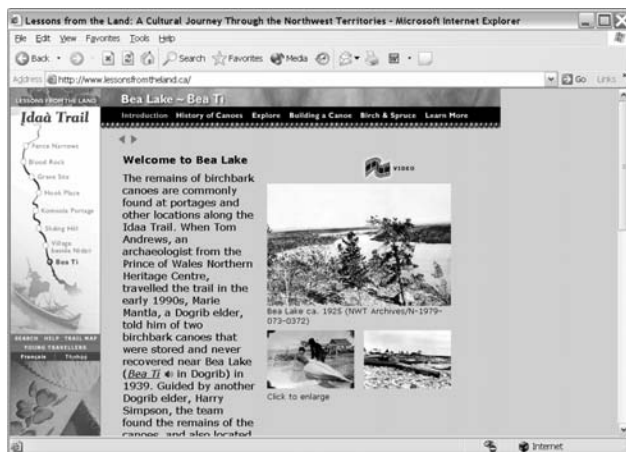 Lessons from the Land: A Cultural Journey Through the Northwest Territories - Microsoft Internet Explorer
File Edit View Favorites Tools Help
Back Search Favorites Media
Address http://www.lessonsfromtheland.ca/ Go Links
LESSONS FROM THE LAND
Idaà Trail
Fence Narrows
Blood Rock
Grave Site
Hook Place
Kamoola Portage
Sliding Hill
Village
beside Nıdzı
Bea Tì
SEARCH HELP TRAIL MAP
YOUNG TRAVELLERS
Français
Bea Lake ~ Bea Tì
Introduction History of Canoes Explore Building a Canoe Birch & Spruce Learn More
Welcome to Bea Lake
The remains of birchbark
canoes are commonly
found at portages and
other locations along the
Idaa Trail. When Tom
Andrews, an
archaeologist from the
Prince of Wales Northern
Heritage Centre,
travelled the trail in the
early 1990s, Marie
Mantla, a Dogrib elder,
told him of two
birchbark canoes that
were stored and never
recovered near Bea Lake
(Bea Ti in Dogrib) in
1939. Guided by another
Dogrib elder, Harry
Simpson, the team
found the remains of the
canoes, and also located
VIDEO
Bea Lake ca. 1925 (NWT Archives/N-1979-
073-0372)
Click to enlarge
Internet